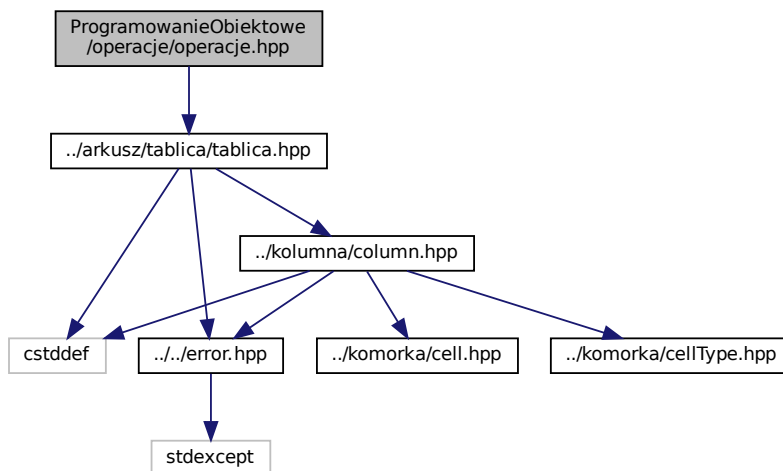 ProgramowanieObiektowe
/operacje/operacje.hpp
../arkusz/tablica/tablica.hpp
../kolumna/column.hpp
cstddef
../../error.hpp
../komorka/cell.hpp
../komorka/cellType.hpp
stdexcept